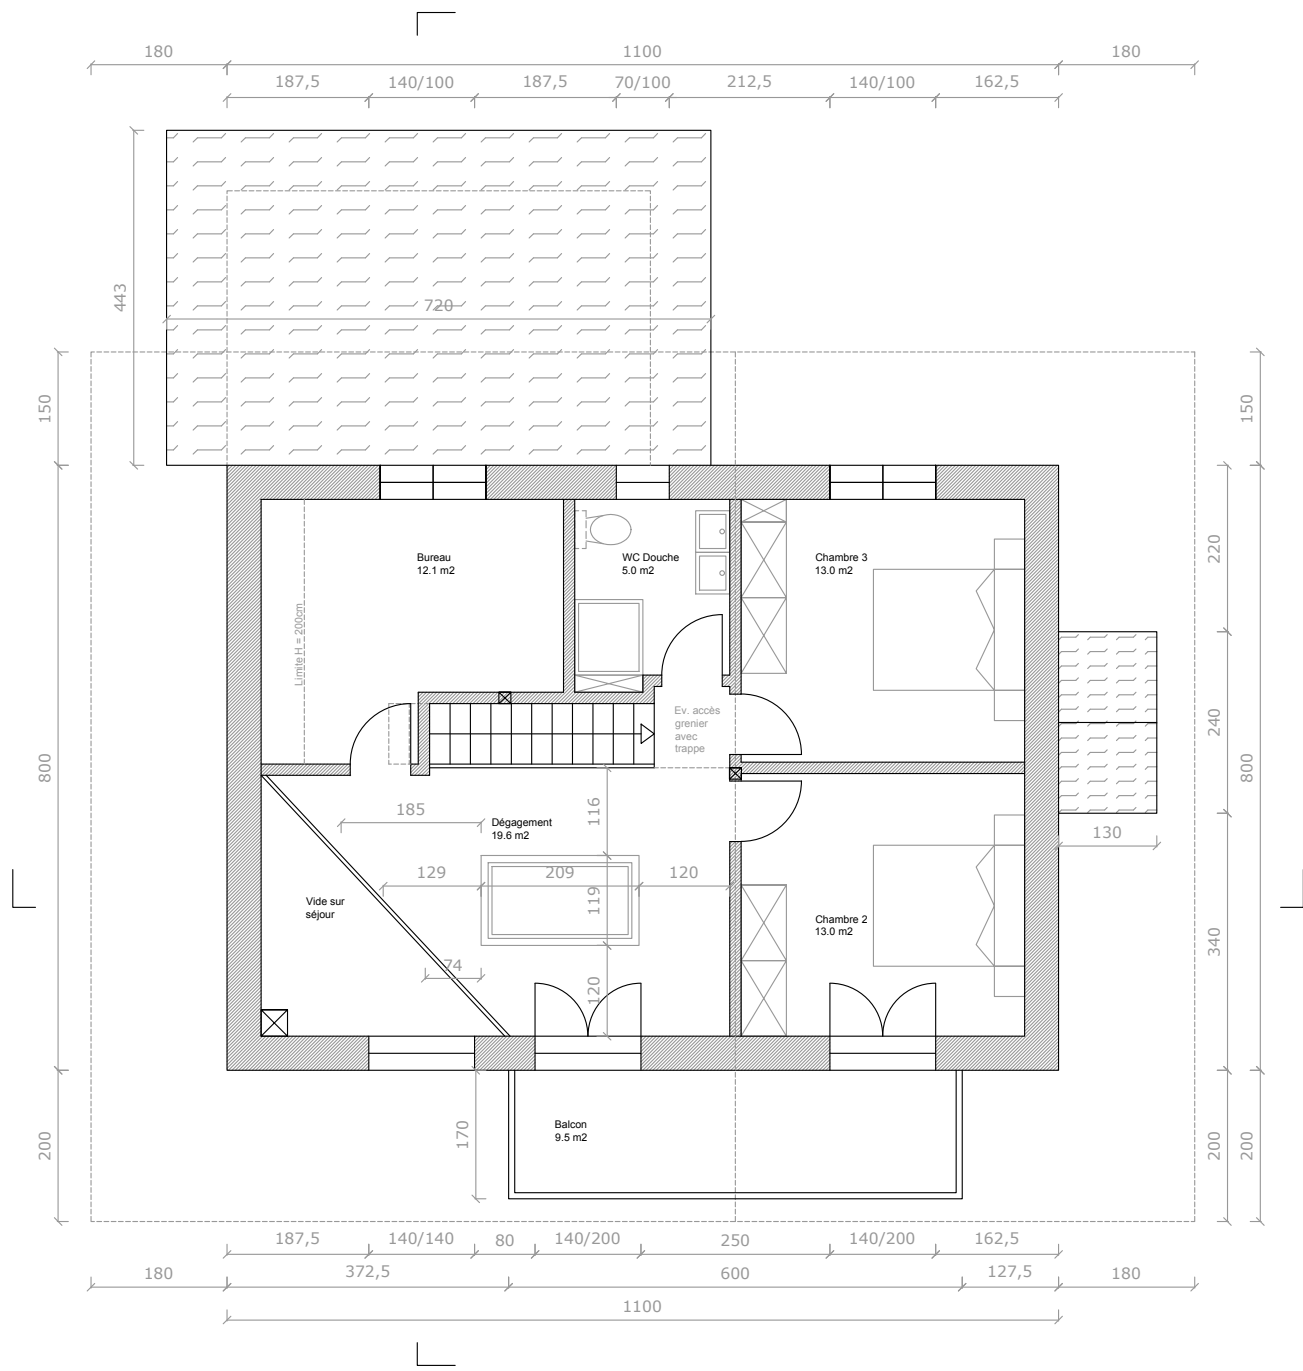 180
1100
180
187,5
140/100
187,5
70/100
212,5
140/100
162,5
443
720
150
150
Bureau
12.1 m2
WC Douche
5.0 m2
Chambre 3
13.0 m2
220
Limite H = 200cm
Ev. accès
grenier
avec
trappe
240
800
800
185
Dégagement
19.6 m2
116
130
129
209
120
119
Vide sur
séjour
Chambre 2
13.0 m2
340
74
120
170
Balcon
9.5 m2
200
200
200
187,5
140/140
80
140/200
250
140/200
162,5
180
372,5
600
127,5
180
1100